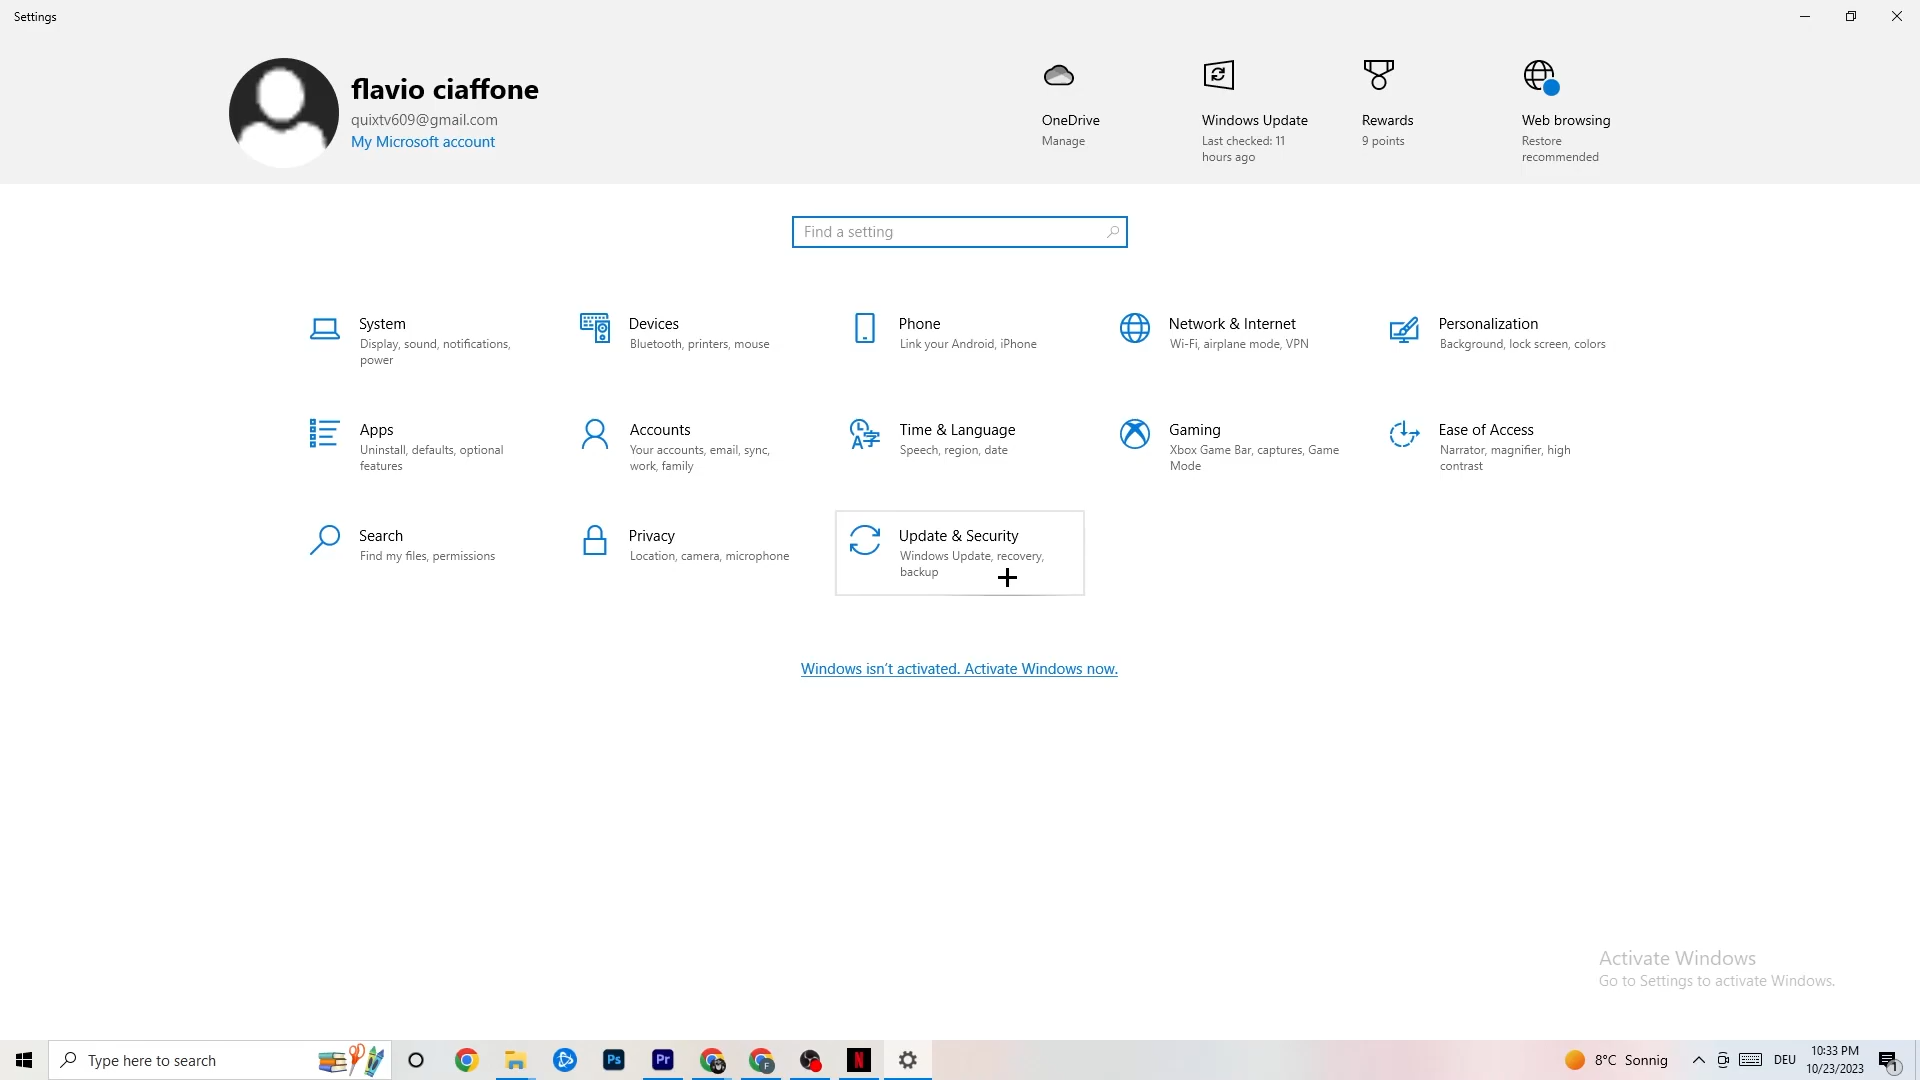 Settings
flavio ciaffone
quixtv609@gmail.com
My Microsoft account
OneDrive
Manage
Windows Update
Last checked: 11
hours ago
Rewards
9 points
Web browsing
Restore
recommended
Find a setting
System
Display, sound, notifications,
power
Devices
Bluetooth, printers, mouse
Phone
Link your Android, iPhone
Network & Internet
Wi-Fi, airplane mode, VPN
Personalization
Background, lock screen, colors
Apps
Uninstall, defaults, optional
features
Accounts
Your accounts, email, sync,
work, family
Time & Language
Speech, region, date
Gaming
Xbox Game Bar, captures, Game
Mode
Ease of Access
Narrator, magnifier, high
contrast
Search
Find my files, permissions
Privacy
Location, camera, microphone
Update & Security
Windows Update, recovery,
backup
Windows isn't activated. Activate Windows now.
Activate Windows
Go to Settings to activate Windows.
Type here to search
Ps
Pr
F
N
8°C Sonnig
DEU
10:33 PM
10/23/2023
1